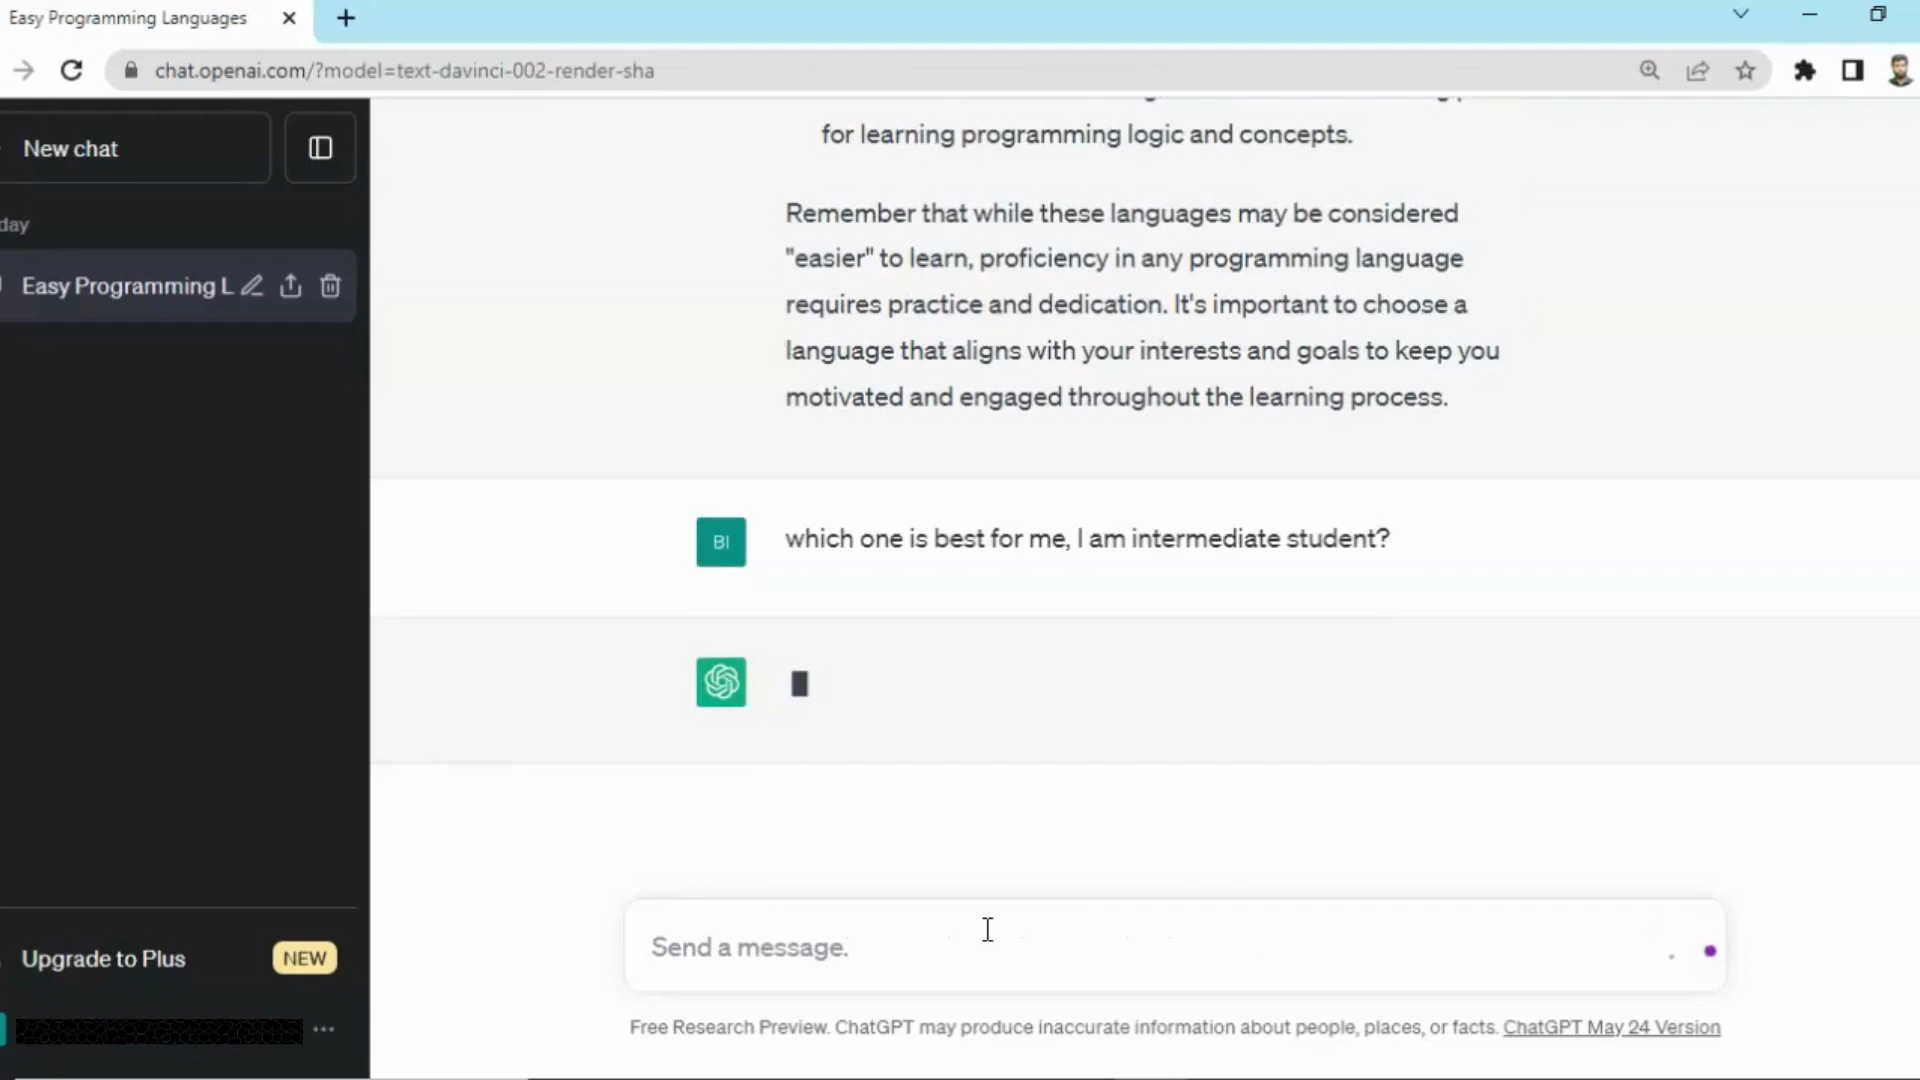 Easy Programming Languages
chat.openai.com/?model=text-davinci-002-render-sha
New chat
day
Easy Programming L
for learning programming logic and concepts.
Remember that while these languages may be considered
"easier" to learn, proficiency in any programming language
requires practice and dedication. It's important to choose a
language that aligns with your interests and goals to keep you
motivated and engaged throughout the learning process.
BI
which one is best for me, I am intermediate student?
Send a message.
Upgrade to Plus
NEW
Free Research Preview. ChatGPT may produce inaccurate information about people, places, or facts. ChatGPT May 24 Version